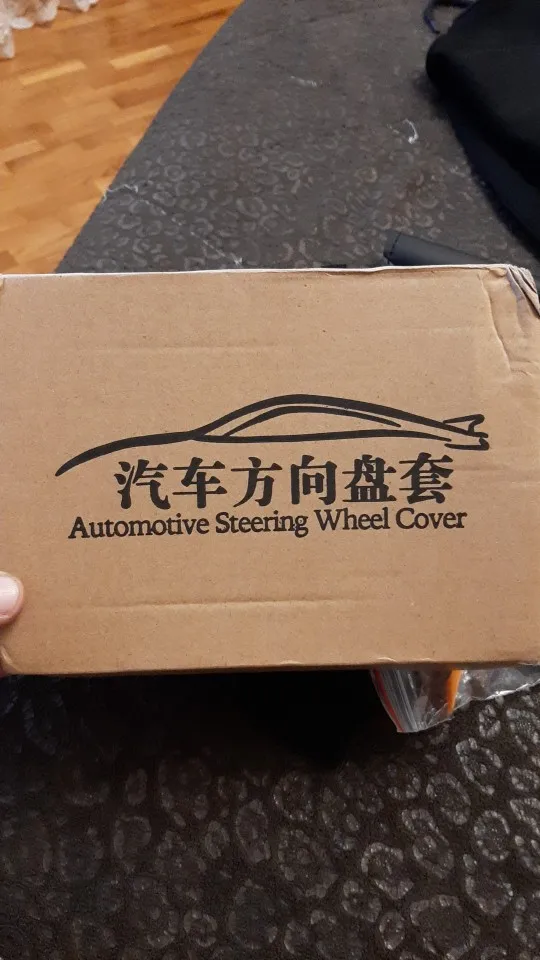 汽车方向盘套
Automotive Steering Wheel Cover